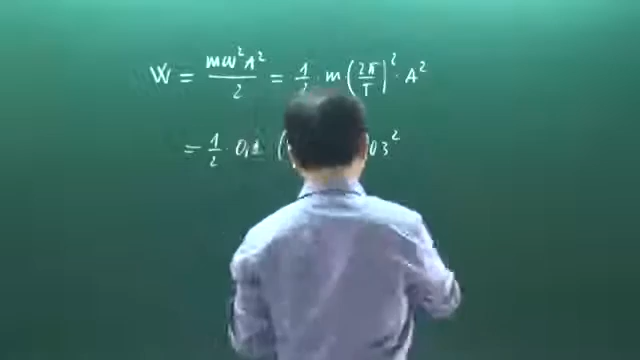 W = mω²A²/2 = 1/2 · m(2π/T)² · A²
= 1/2 · 0,1 ( )03²